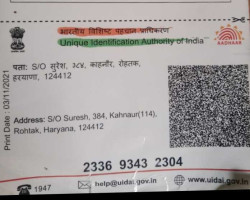 भारतीय विशिष्ट पहचान प्राधिकरण
Unique Identification Authority of India
AADHAAR
पता: S/O सुरेश, ३८४, काहनौर, रोहतक,
हरियाणा, 124412
Print Date : 03/11/2021
Address: S/O Suresh, 384, Kahnaur(114),
Rohtak, Haryana, 124412
2336 9343 2304
1947
help@uidai.gov.in
www.uidai.gov.in